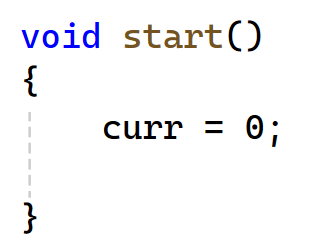 void start()
{
    curr = 0;
}